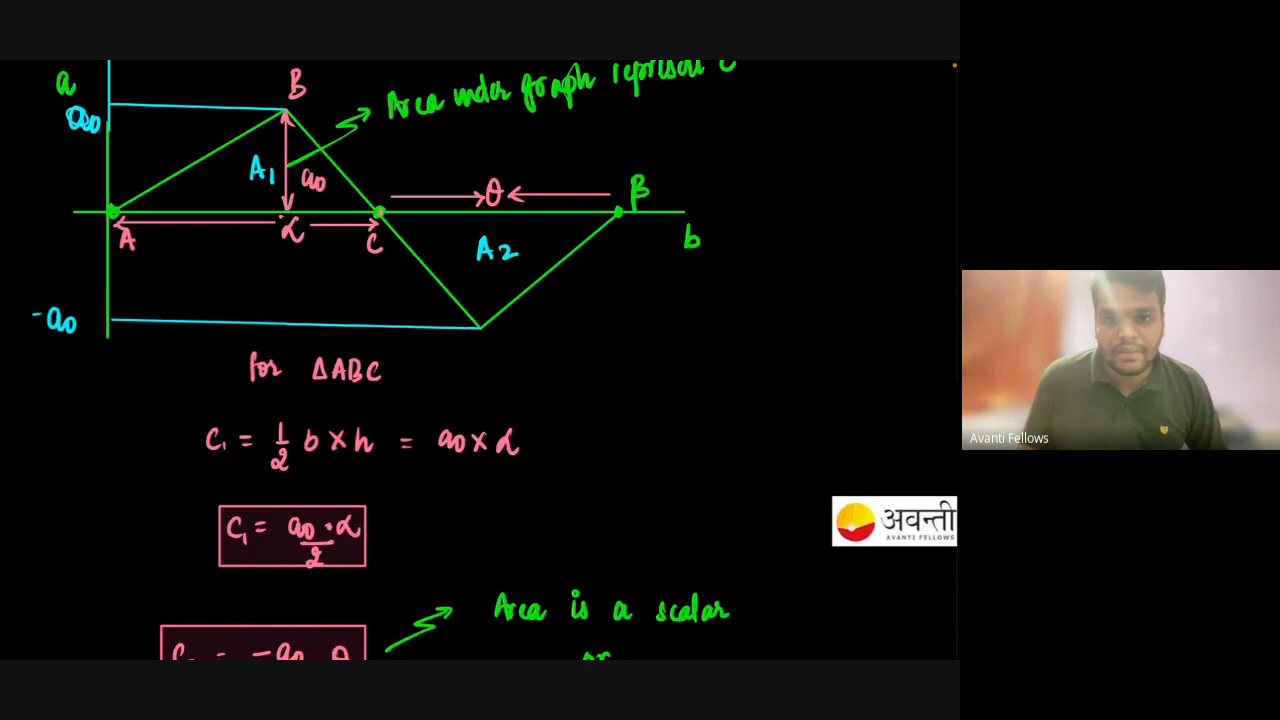 a
B
Area under graph represent c
a₀
A₁
a₀
θ
β
A
α
C
A₂
b
-a₀
for ΔABC
C₁ = 1/2 b × h = a₀ × α
C₁ = a₀·α/2
Area is a scalar
or
अवन्ती
AVANTI FELLOWS
Avanti Fellows